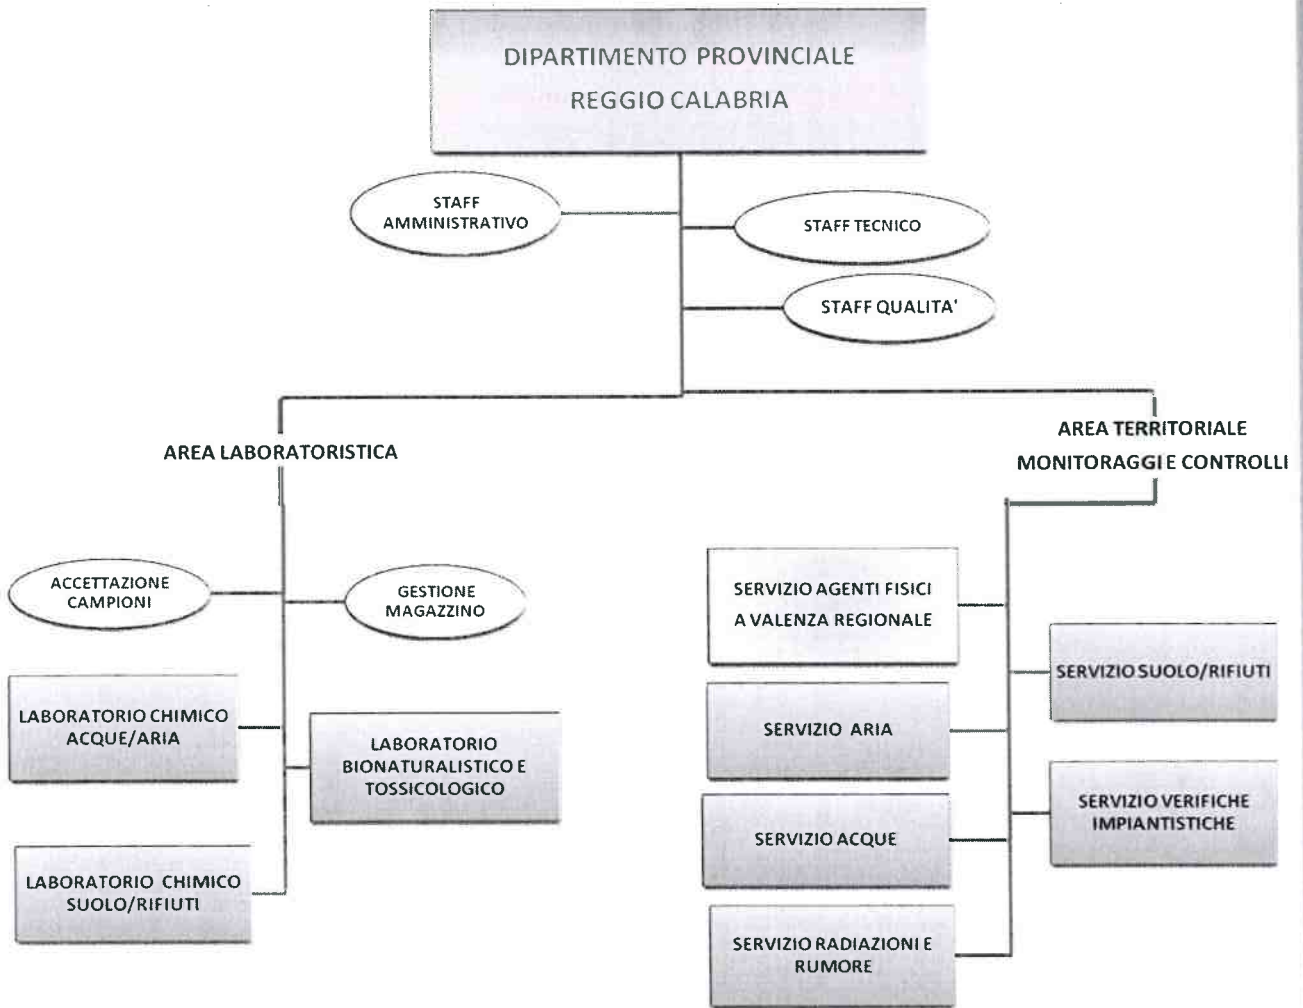 DIPARTIMENTO PROVINCIALE
REGGIO CALABRIA
STAFF
AMMINISTRATIVO
STAFF TECNICO
STAFF QUALITA'
AREA LABORATORISTICA
AREA TERRITORIALE
MONITORAGGI E CONTROLLI
ACCETTAZIONE
CAMPIONI
GESTIONE
MAGAZZINO
LABORATORIO CHIMICO
ACQUE/ARIA
LABORATORIO
BIONATURALISTICO E
TOSSICOLOGICO
LABORATORIO CHIMICO
SUOLO/RIFIUTI
SERVIZIO AGENTI FISICI
A VALENZA REGIONALE
SERVIZIO SUOLO/RIFIUTI
SERVIZIO ARIA
SERVIZIO VERIFICHE
IMPIANTISTICHE
SERVIZIO ACQUE
SERVIZIO RADIAZIONI E
RUMORE